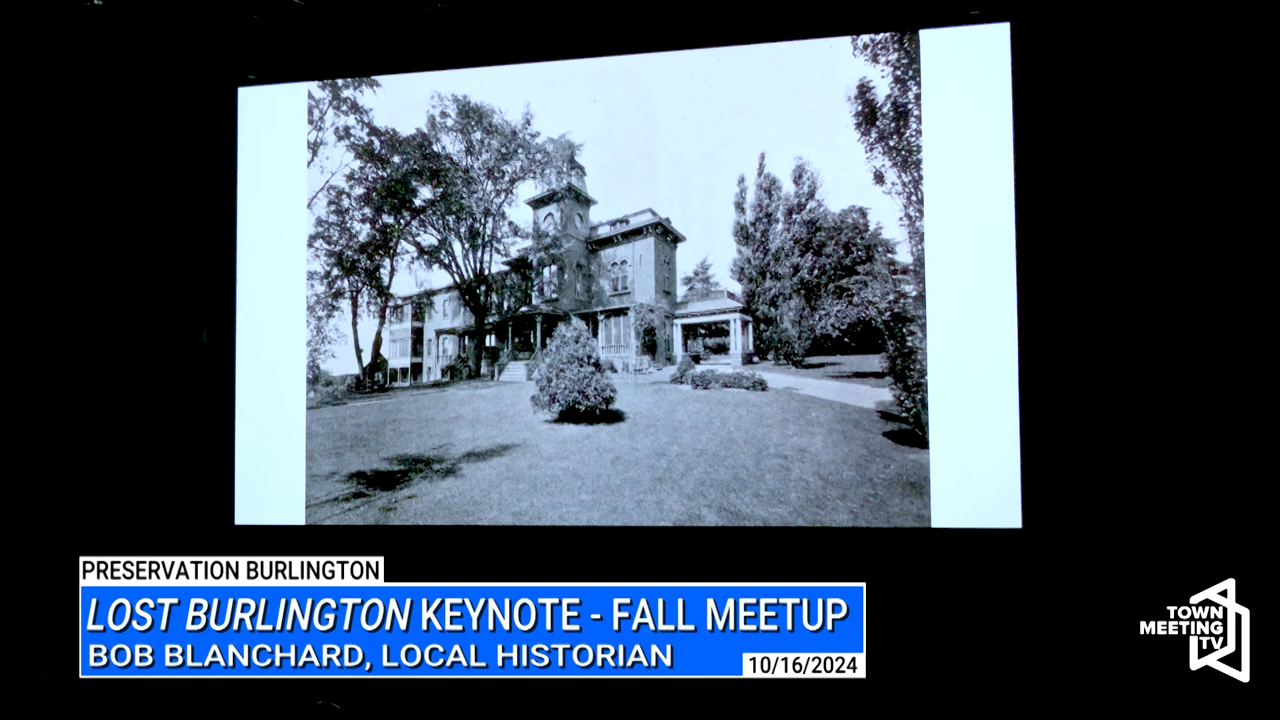 PRESERVATION BURLINGTON
LOST BURLINGTON KEYNOTE - FALL MEETUP
BOB BLANCHARD, LOCAL HISTORIAN
10/16/2024
TOWN
MEETING
TV